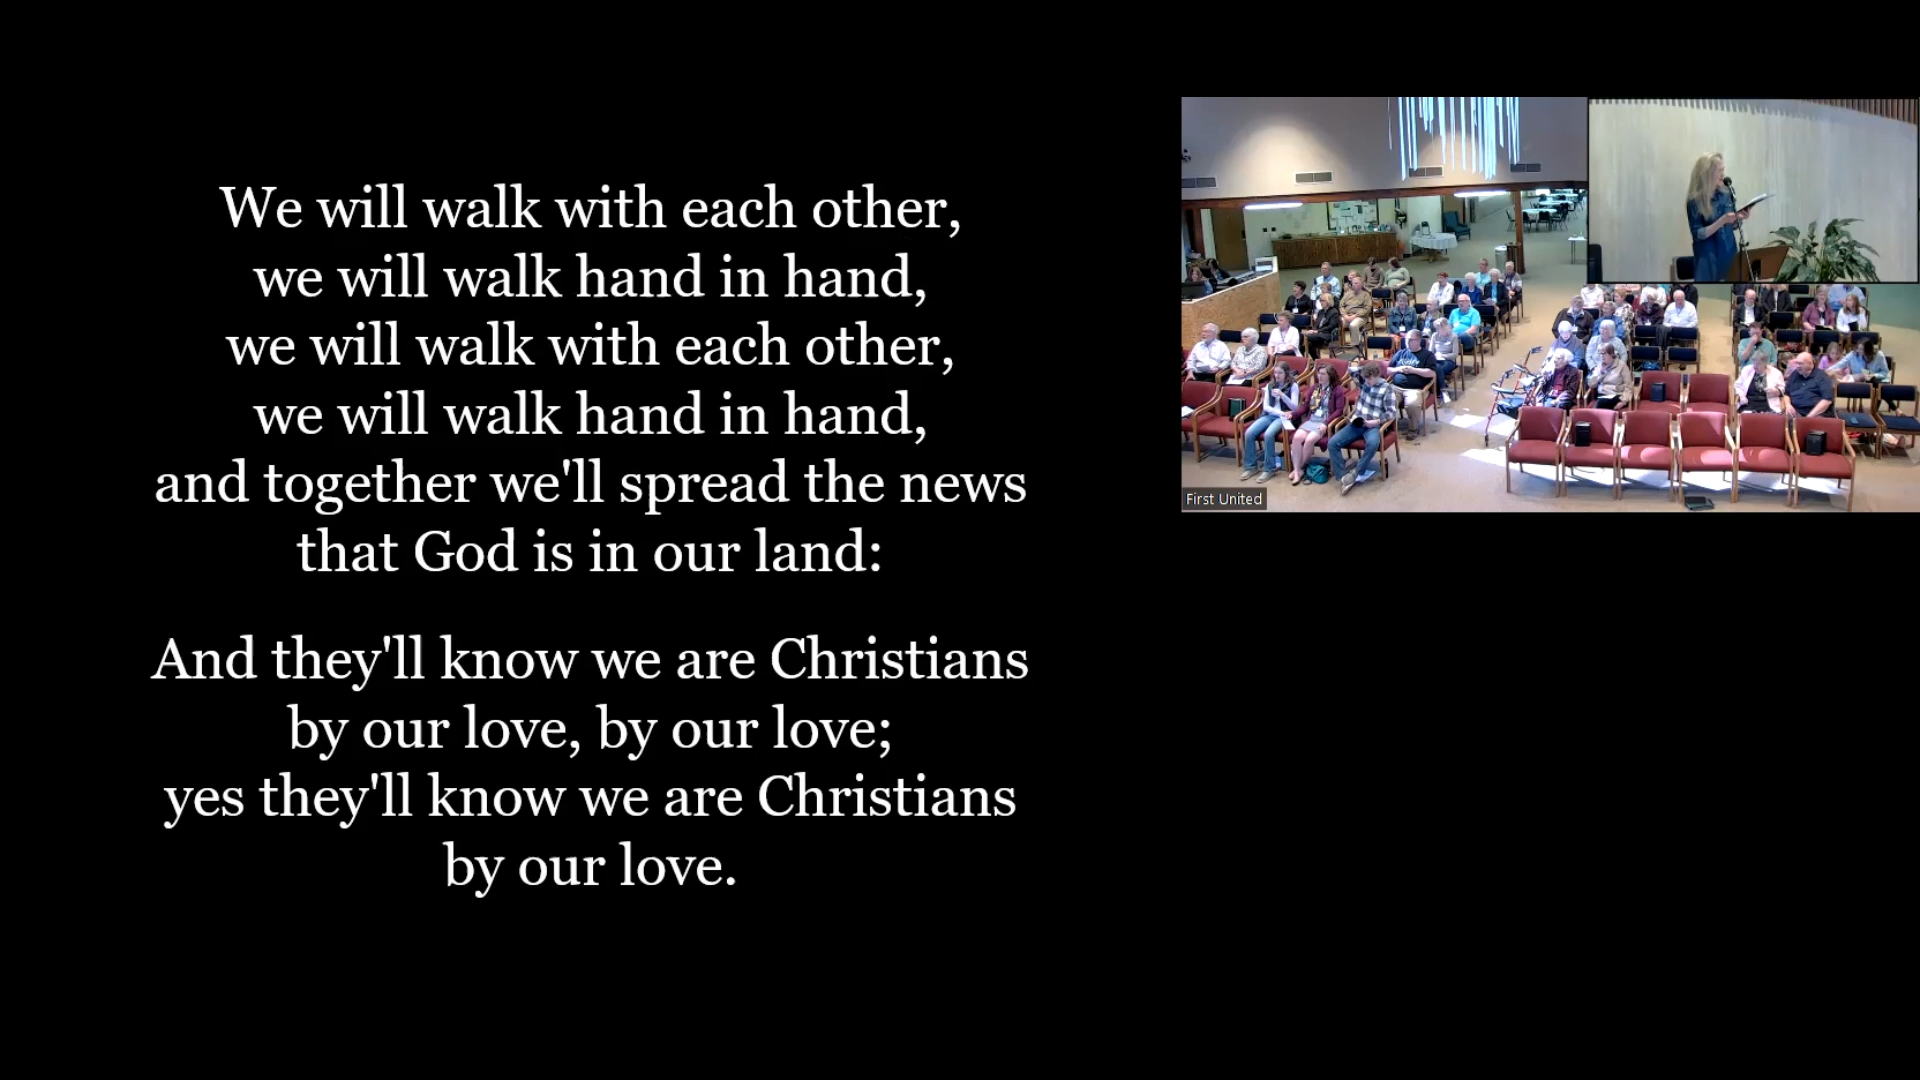 We will walk with each other,
we will walk hand in hand,
we will walk with each other,
we will walk hand in hand,
and together we'll spread the news
that God is in our land:
And they'll know we are Christians
by our love, by our love;
yes they'll know we are Christians
by our love.
First United